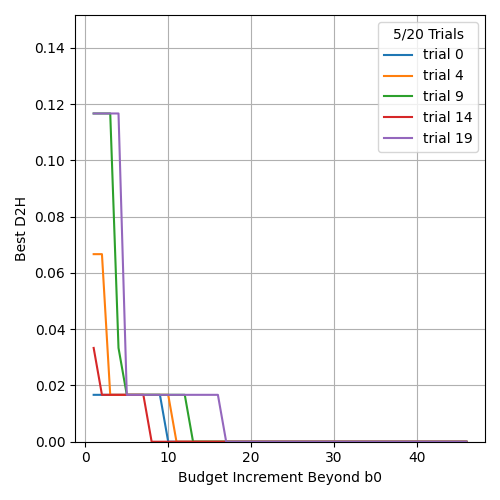 5/20 Trials
trial 0
trial 4
trial 9
trial 14
trial 19
Best D2H
0.14
0.12
0.10
0.08
0.06
0.04
0.02
0.00
0 10 20 30 40
Budget Increment Beyond b0